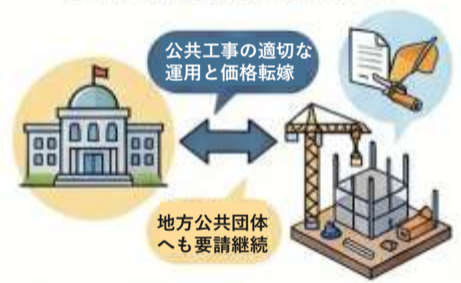 公共工事の適切な
運用と価格転嫁
地方公共団体
へも要請継続